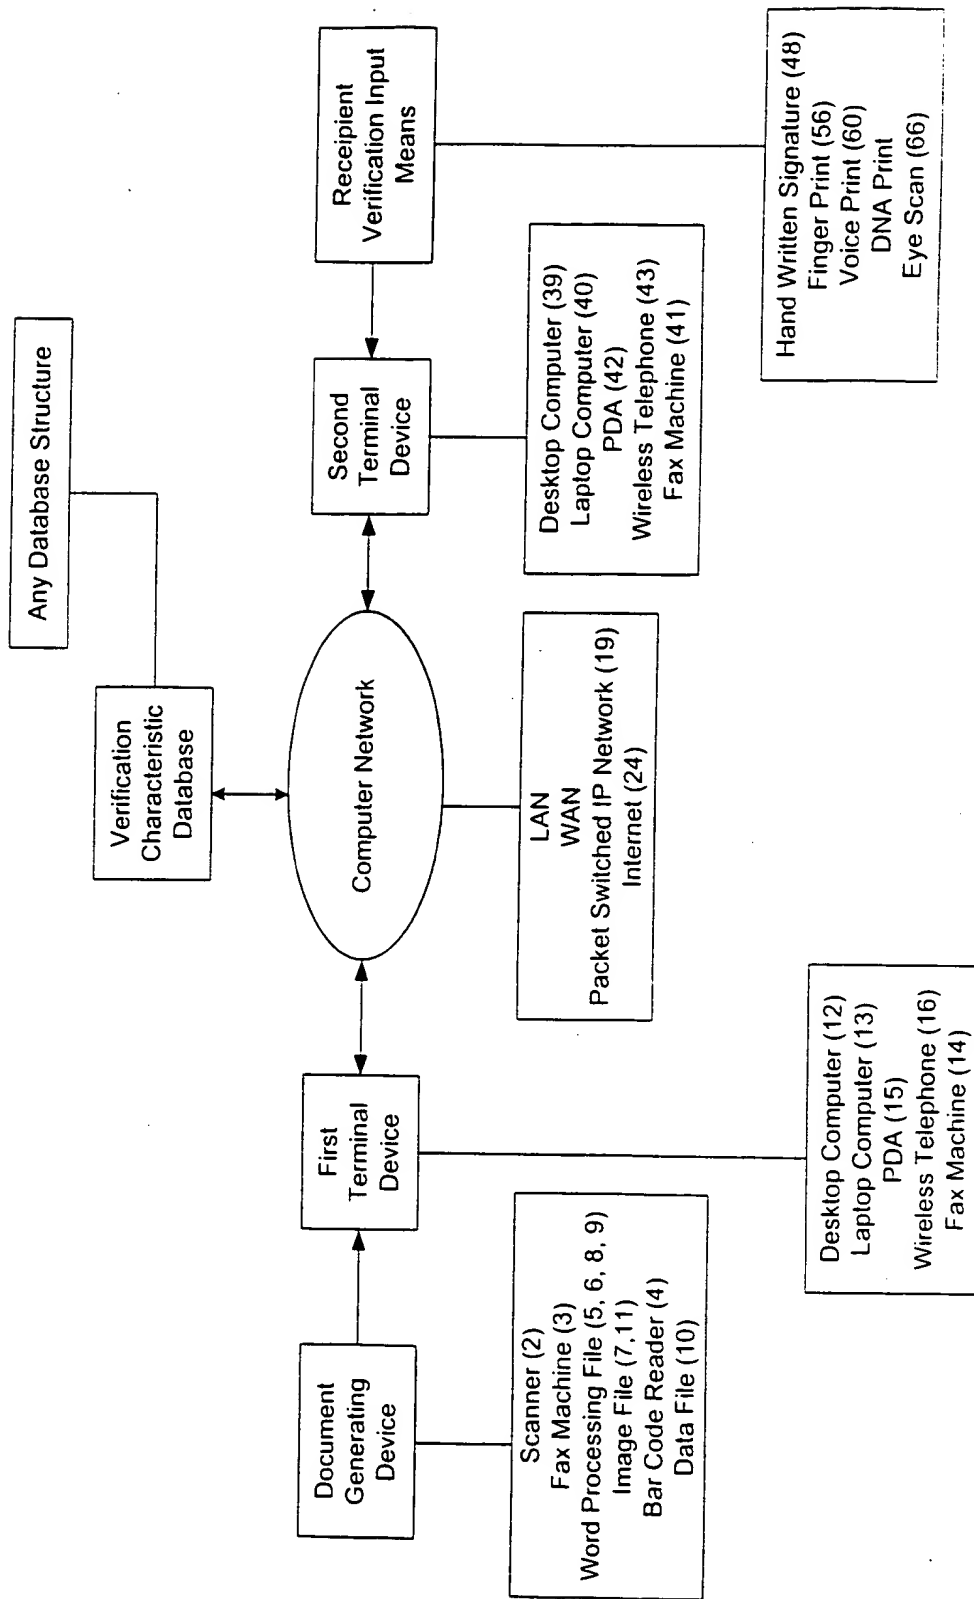 Any Database Structure
Verification
Characteristic
Database
Document
Generating
Device
First
Terminal
Device
Computer Network
Second
Terminal
Device
Receipient
Verification Input
Means
Scanner (2)
Fax Machine (3)
Word Processing File (5, 6, 8, 9)
Image File (7,11)
Bar Code Reader (4)
Data File (10)
Desktop Computer (12)
Laptop Computer (13)
PDA (15)
Wireless Telephone (16)
Fax Machine (14)
LAN
WAN
Packet Switched IP Network (19)
Internet (24)
Desktop Computer (39)
Laptop Computer (40)
PDA (42)
Wireless Telephone (43)
Fax Machine (41)
Hand Written Signature (48)
Finger Print (56)
Voice Print (60)
DNA Print
Eye Scan (66)